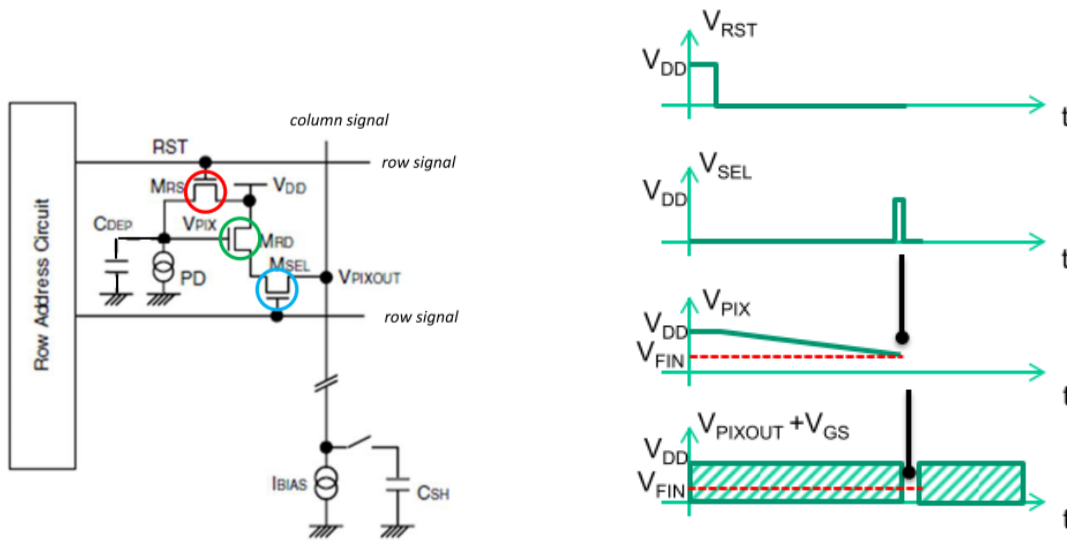 column signal
RST
row signal
MRS
VDD
CDEP
VPIX
MRD
PD
MSEL
VPIXOUT
row signal
Row Address Circuit
IBIAS
CSH
VRST
VDD
t
VSEL
VDD
t
VPIX
VDD
VFIN
t
VPIXOUT +VGS
VDD
VFIN
t